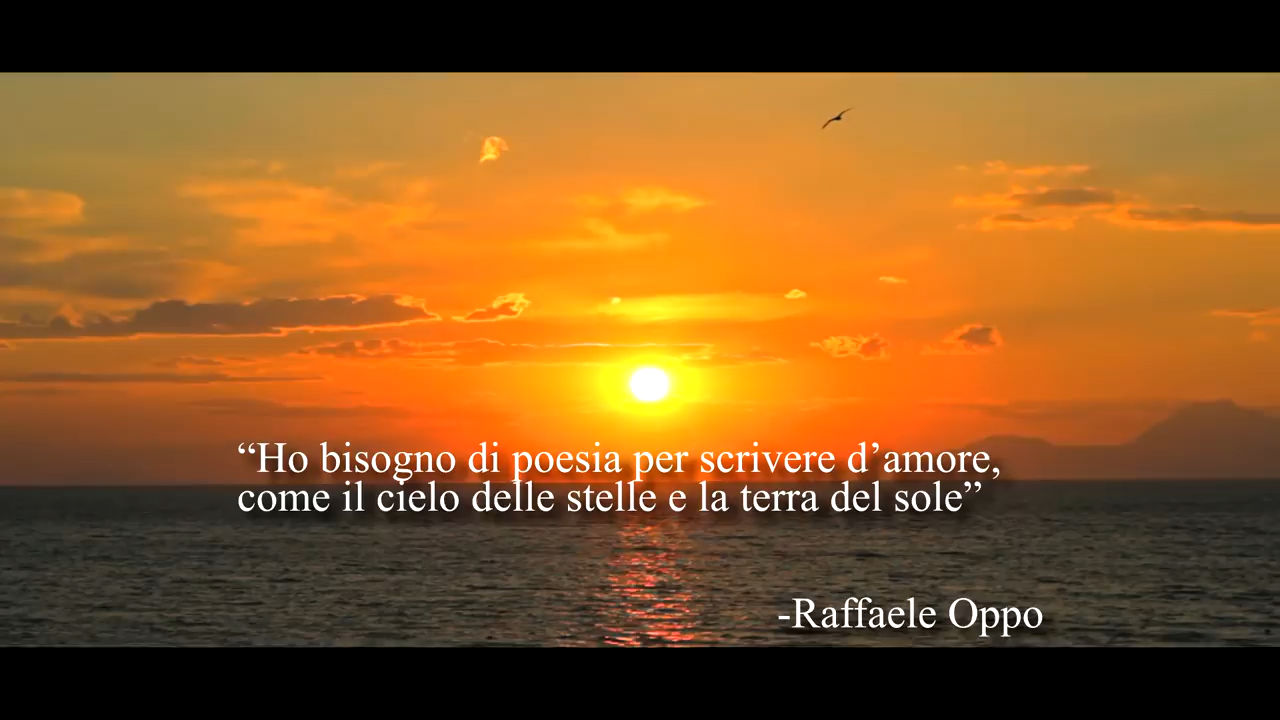 “Ho bisogno di poesia per scrivere d’amore,
come il cielo delle stelle e la terra del sole”
-Raffaele Oppo